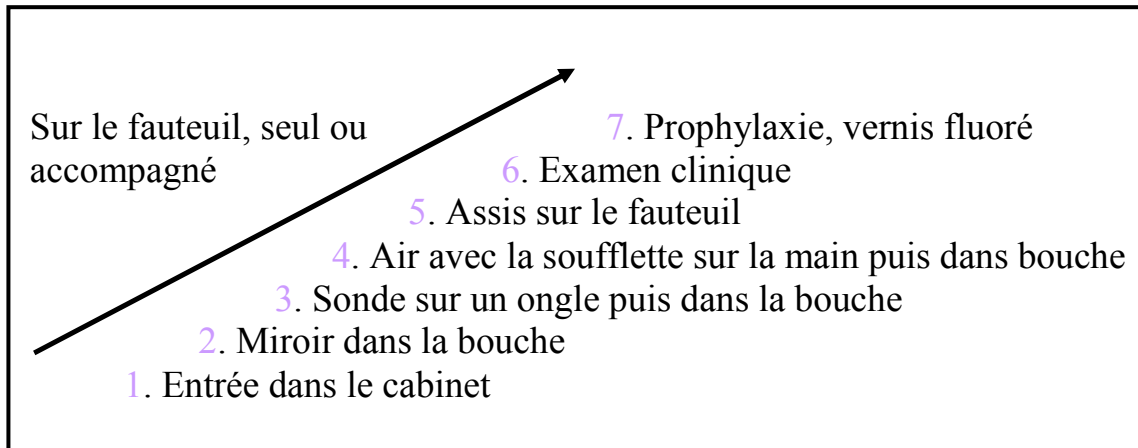 Sur le fauteuil, seul ou
accompagné
7. Prophylaxie, vernis fluoré
6. Examen clinique
5. Assis sur le fauteuil
4. Air avec la soufflette sur la main puis dans bouche
3. Sonde sur un ongle puis dans la bouche
2. Miroir dans la bouche
1. Entrée dans le cabinet